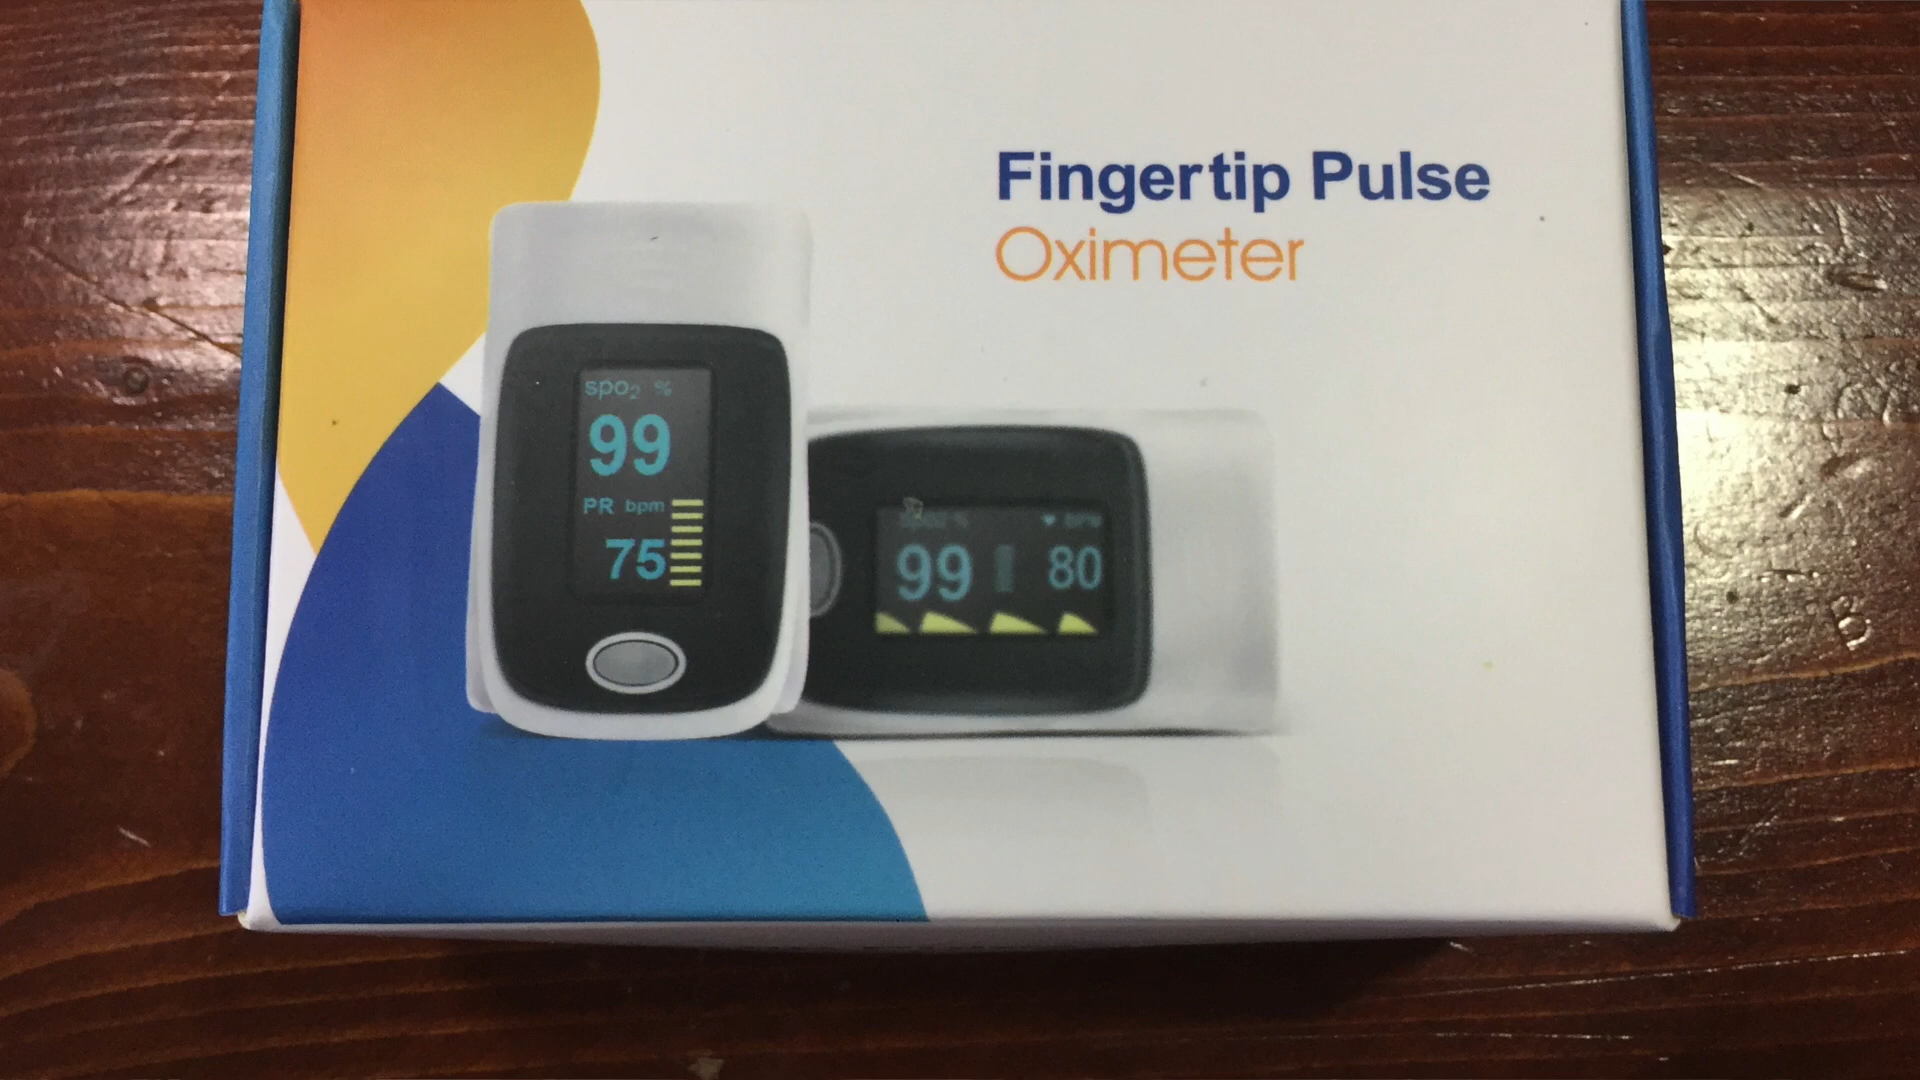 Fingertip Pulse
Oximeter
spo₂ %
99
PR bpm
75
99 80